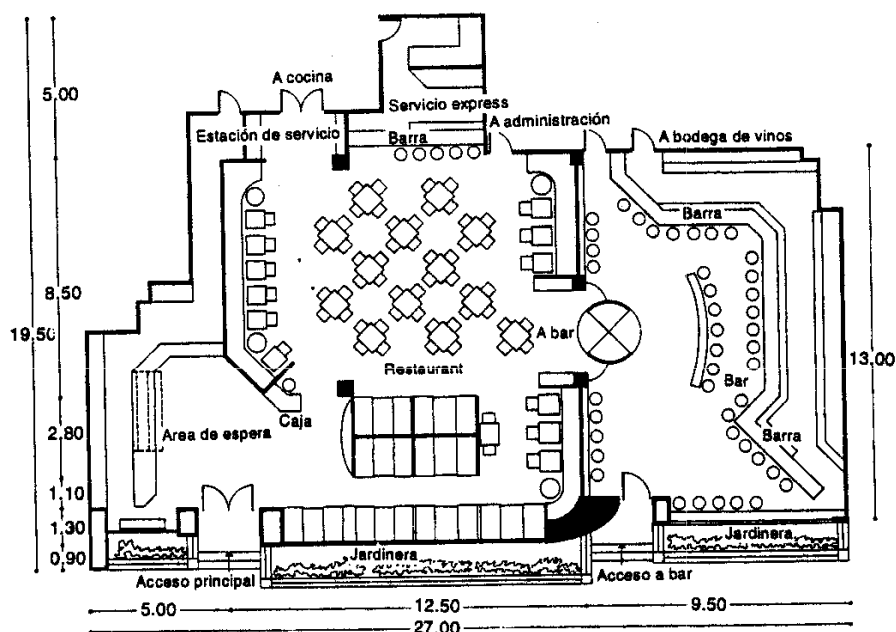 5.00
A cocina
Servicio express
A administración
Estación de servicio
Barra
A bodega de vinos
Barra
8.50
19.50
A bar
13.00
Restaurant
Bar
Caja
2.80
Area de espera
Barra
1.10
1.30
Jardinera
Jardinera
0.90
Acceso principal
Acceso a bar
5.00
12.50
9.50
27.00